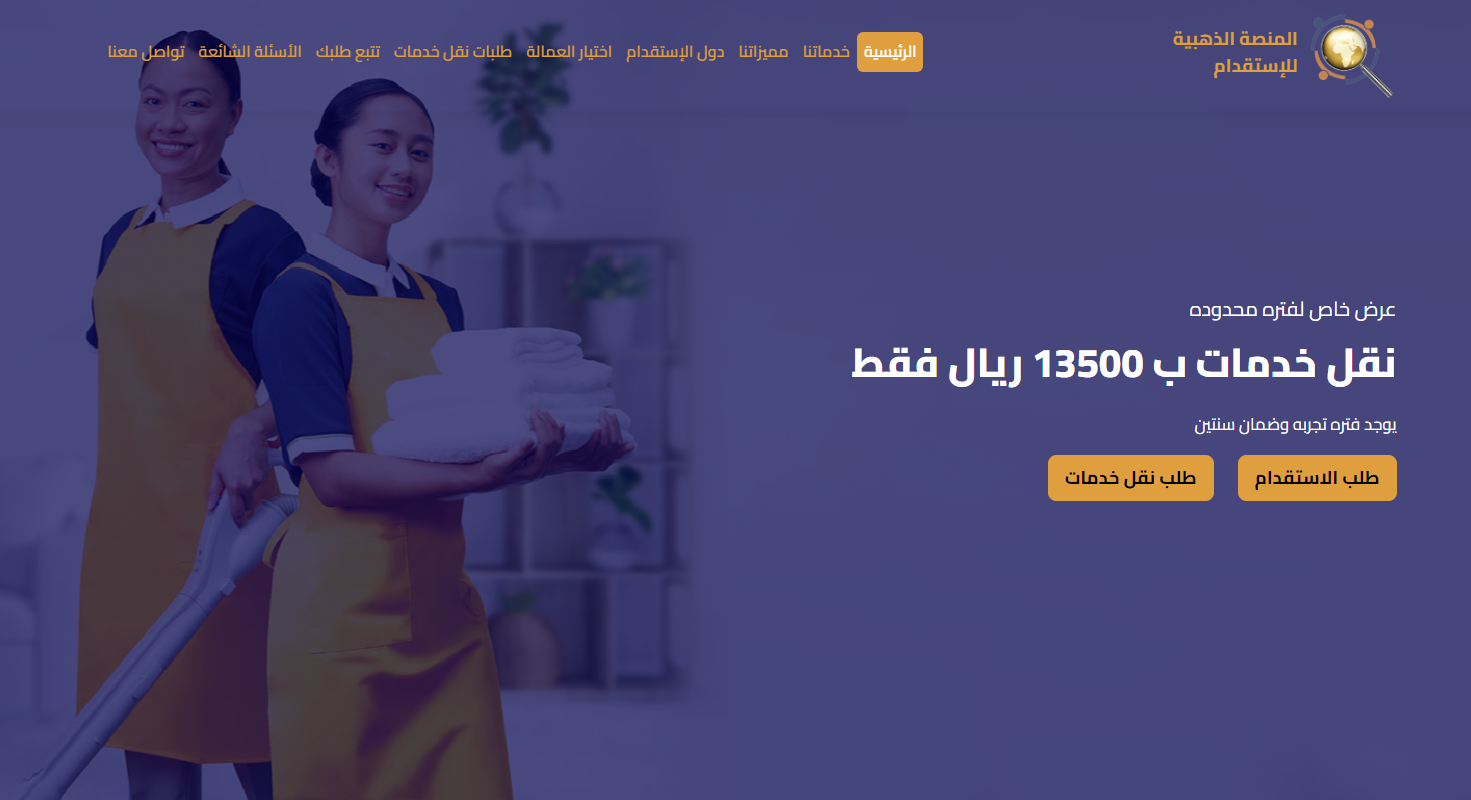 المنصة الذهبية
للإستقدام
الرئيسية خدماتنا مميزاتنا دول الإستقدام اختيار العمالة طلبات نقل خدمات تتبع طلبك الأسئلة الشائعة تواصل معنا
عرض خاص لفتره محدوده
نقل خدمات ب 13500 ريال فقط
يوجد فتره تجربه وضمان سنتين
طلب الاستقدام طلب نقل خدمات